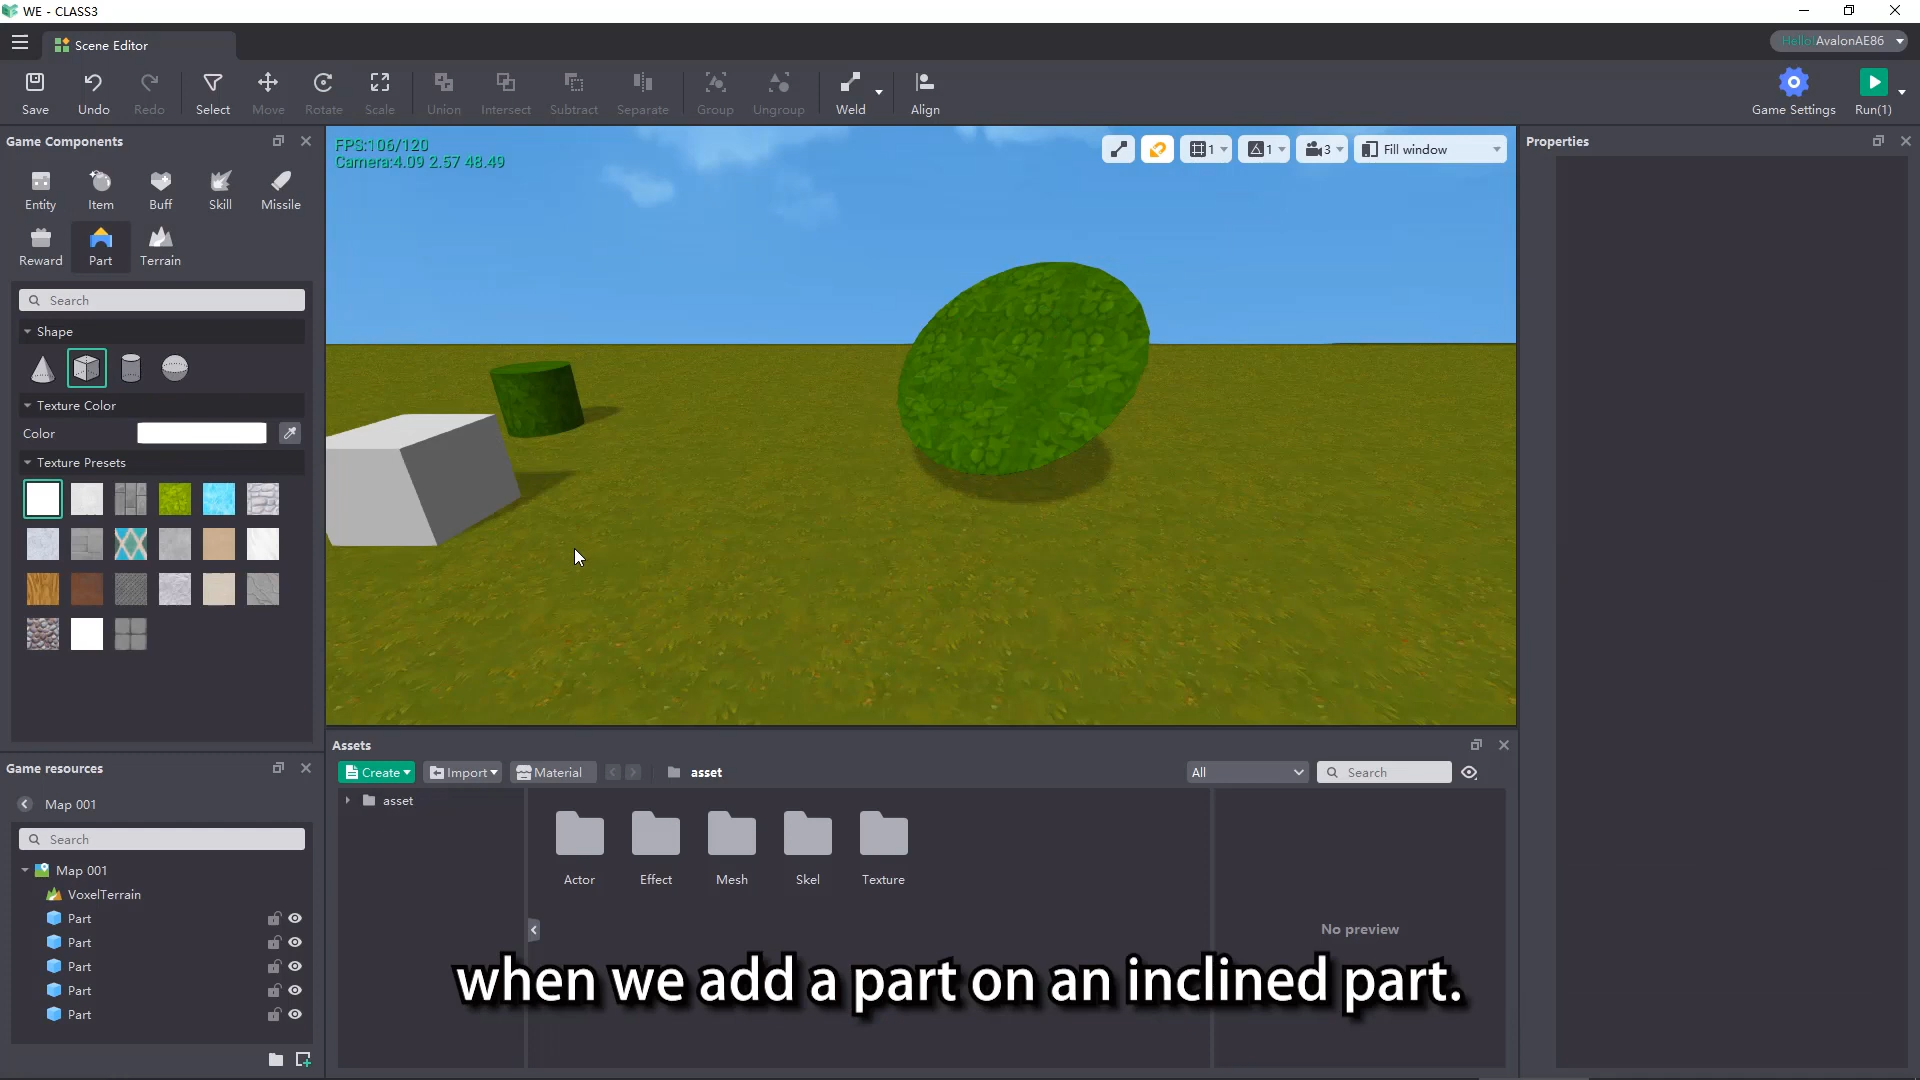 WE - CLASS3
Scene Editor
Hello! AvalonAE86
Save Undo Redo Select Move Rotate Scale Union Intersect Subtract Separate Group Ungroup Weld Align Game Settings Run(1)
Game Components
FPS:106/120
Camera:4.09 2.57 48.49
1 1 3 Fill window
Properties
Entity Item Buff Skill Missile
Reward Part Terrain
Search
Shape
Texture Color
Color
Texture Presets
Assets
Create Import Material asset All Search
asset
Actor Effect Mesh Skel Texture
No preview
Game resources
Map 001
Search
Map 001
VoxelTerrain
Part
Part
Part
Part
Part
when we add a part on an inclined part.